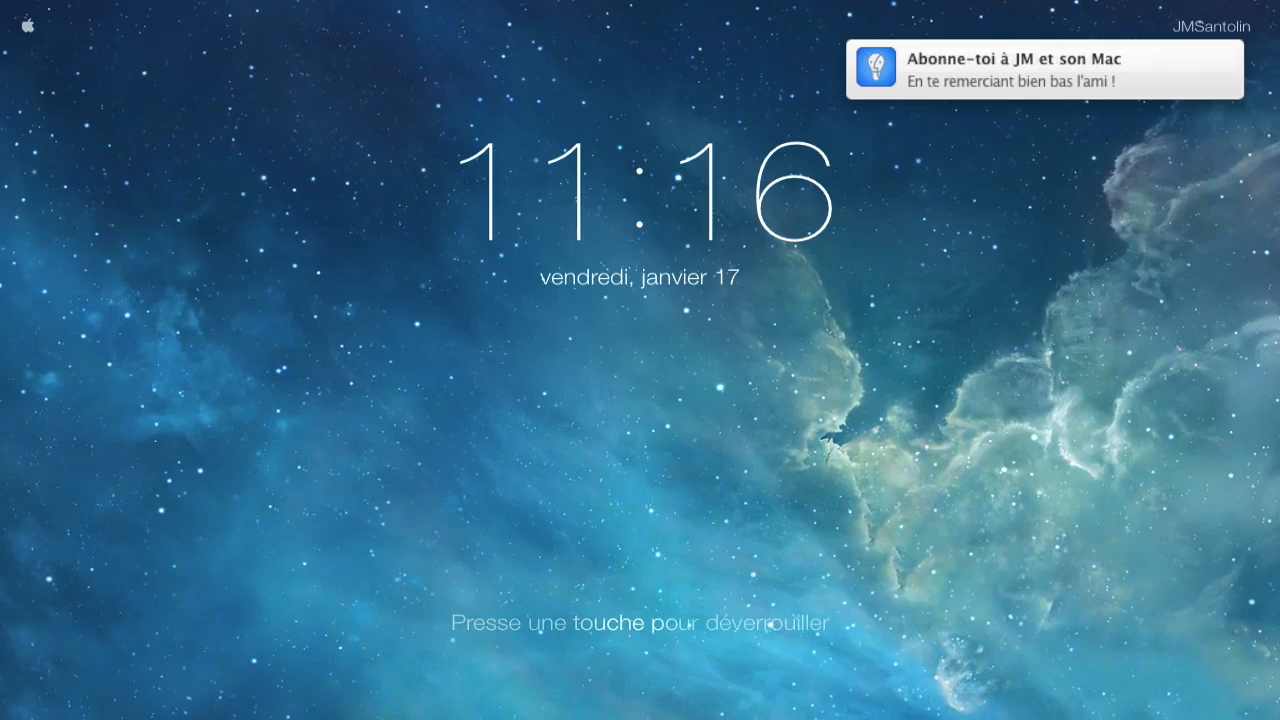 JMSantolin
Abonne-toi à JM et son Mac
En te remerciant bien bas l'ami !
11:16
vendredi, janvier 17
Presse une touche pour déverrouiller